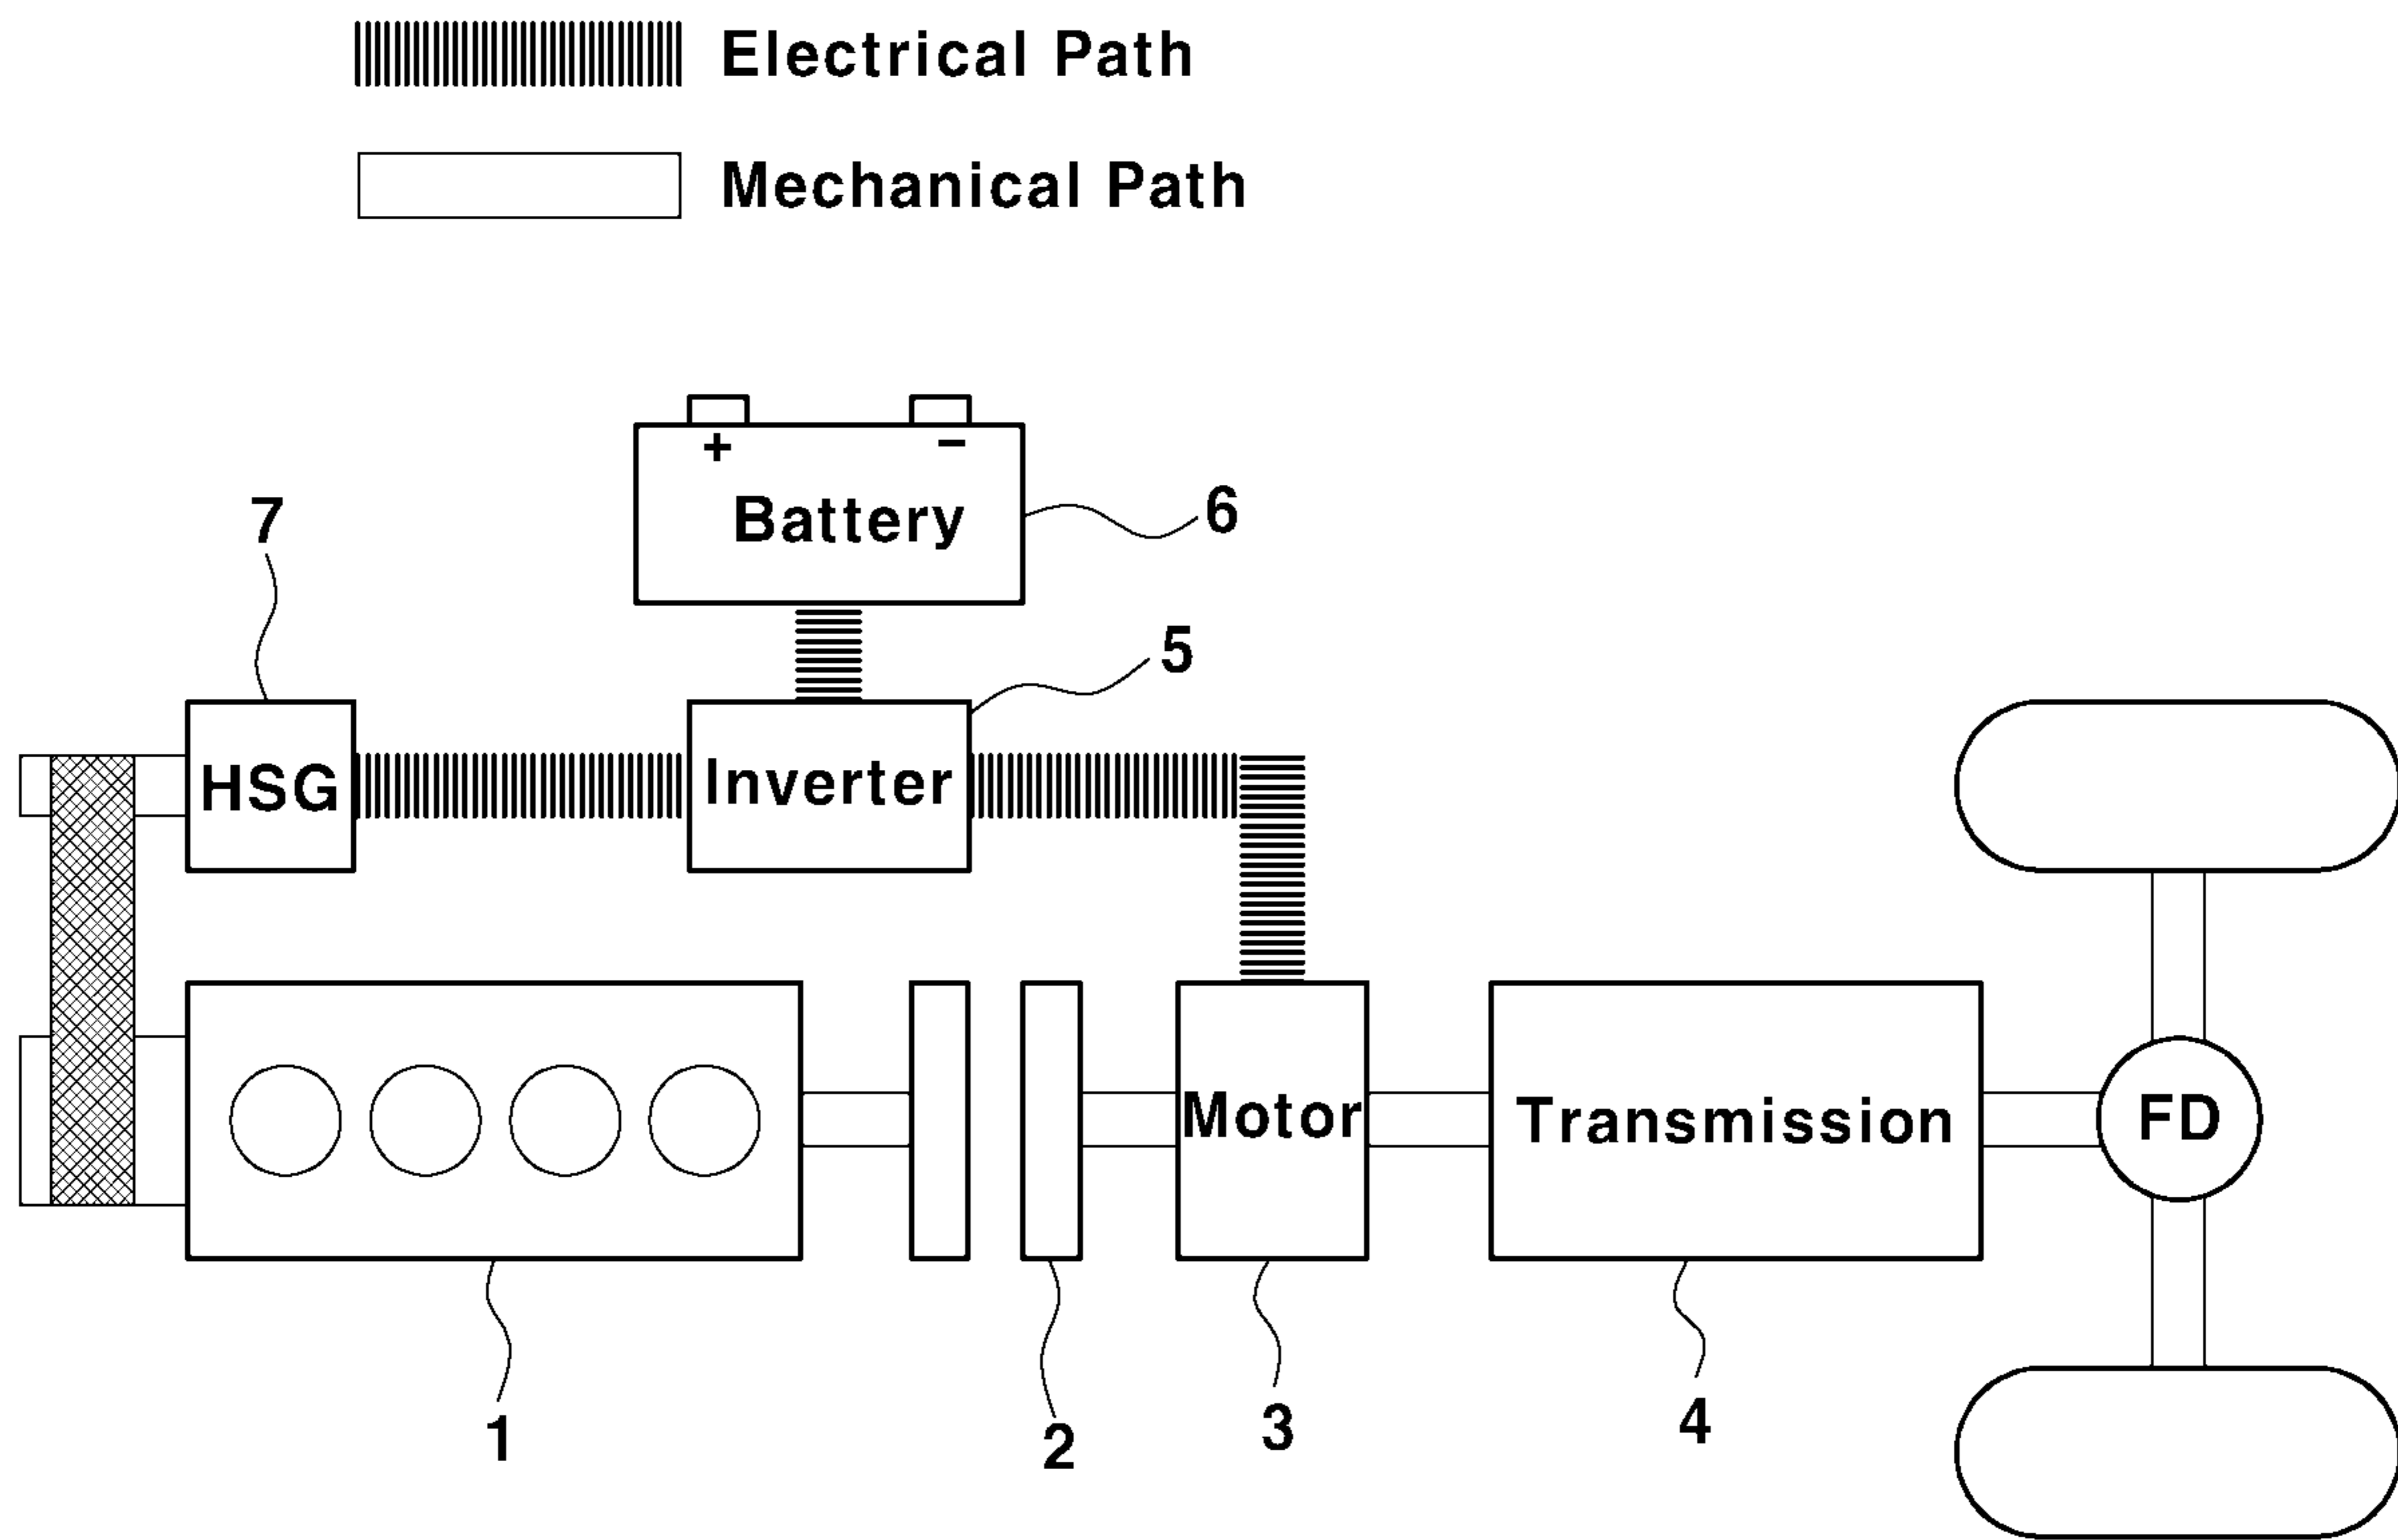 Electrical Path
Mechanical Path
+ −
Battery
6
7
5
HSG
Inverter
Motor
Transmission
FD
1
2
3
4